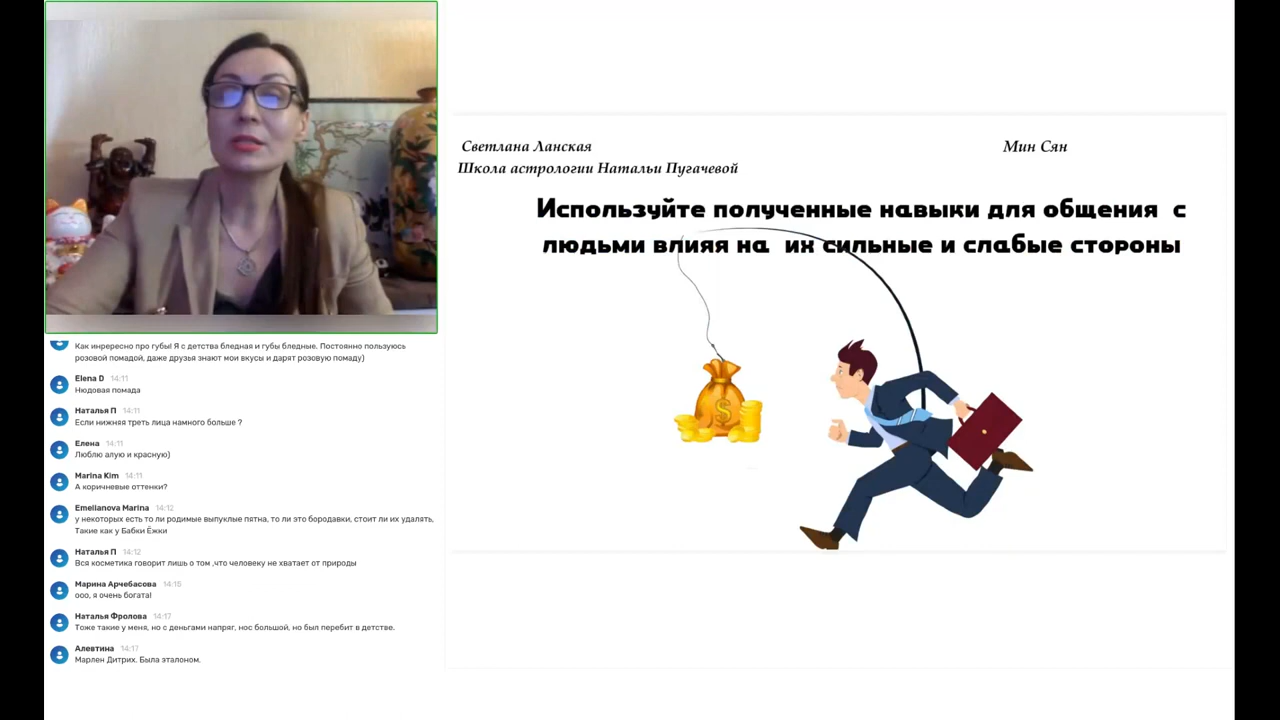 Светлана Ланская
Мин Сян
Школа астрологии Натальи Пугачевой
Используйте полученные навыки для общения с
людьми влияя на их сильные и слабые стороны
$
Как инрересно про губы! Я с детства бледная и губы бледные. Постоянно пользуюсь
розовой помадой, даже друзья знают мои вкусы и дарят розовую помаду)
Elena D 14:11
Нюдовая помада
Наталья П 14:11
Если нижняя треть лица намного больше ?
Елена 14:11
Люблю алую и красную)
Marina Kim 14:11
А коричневые оттенки?
Emelianova Marina 14:12
у некоторых есть то ли родимые выпуклые пятна, то ли это бородавки, стоит ли их удалять,
Такие как у Бабки Ёжки
Наталья П 14:12
Вся косметика говорит лишь о том ,что человеку не хватает от природы
Марина Арчебасова 14:15
ооо, я очень богата!
Наталья Фролова 14:17
Тоже такие у меня, но с деньгами напряг, нос большой, но был перебит в детстве.
Алевтина 14:17
Марлен Дитрих. Была эталоном.